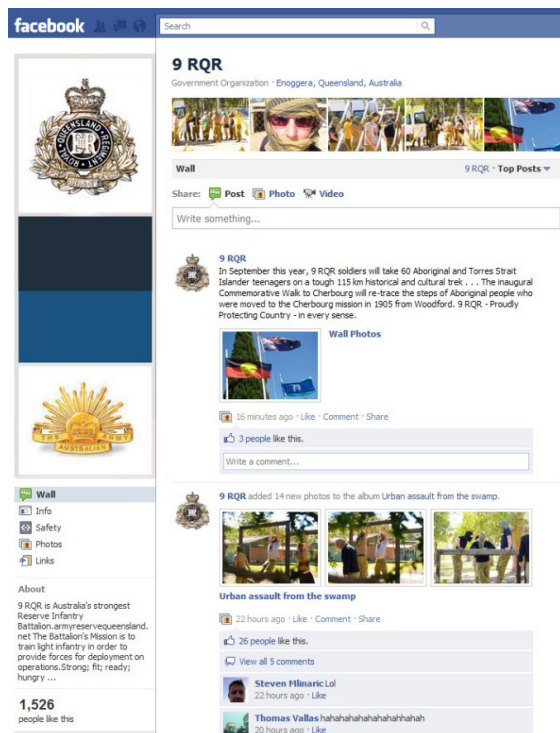 facebook
Search
9 RQR
Government Organization · Enoggera, Queensland, Australia
ROYAL QUEENSLAND REGIMENT
THE
ARMY
AUSTRALIAN
Wall
Info
Safety
Photos
Links
About
9 RQR is Australia's strongest
Reserve Infantry
Battalion.armyreservequeensland.
net The Battalion's Mission is to
train light infantry in order to
provide forces for deployment on
operations.Strong; fit; ready;
hungry ...
1,526
people like this
Wall
9 RQR · Top Posts
Share: Post Photo Video
Write something...
9 RQR
In September this year, 9 RQR soldiers will take 60 Aboriginal and Torres Strait
Islander teenagers on a tough 115 km historical and cultural trek . . . The inaugural
Commemorative Walk to Cherbourg will re-trace the steps of Aboriginal people who
were moved to the Cherbourg mission in 1905 from Woodford. 9 RQR - Proudly
Protecting Country - in every sense.
Wall Photos
16 minutes ago · Like · Comment · Share
3 people like this.
Write a comment...
9 RQR added 14 new photos to the album Urban assault from the swamp.
Urban assault from the swamp
22 hours ago · Like · Comment · Share
26 people like this.
View all 5 comments
Steven Mlinaric Lol
22 hours ago · Like
Thomas Vallas hahahahahahahahahahah
20 hours ago · Like